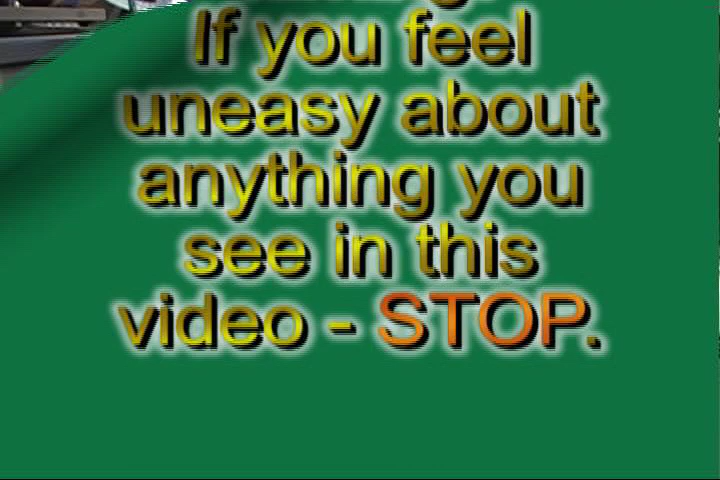 If you feel
uneasy about
anything you
see in this
video - STOP.